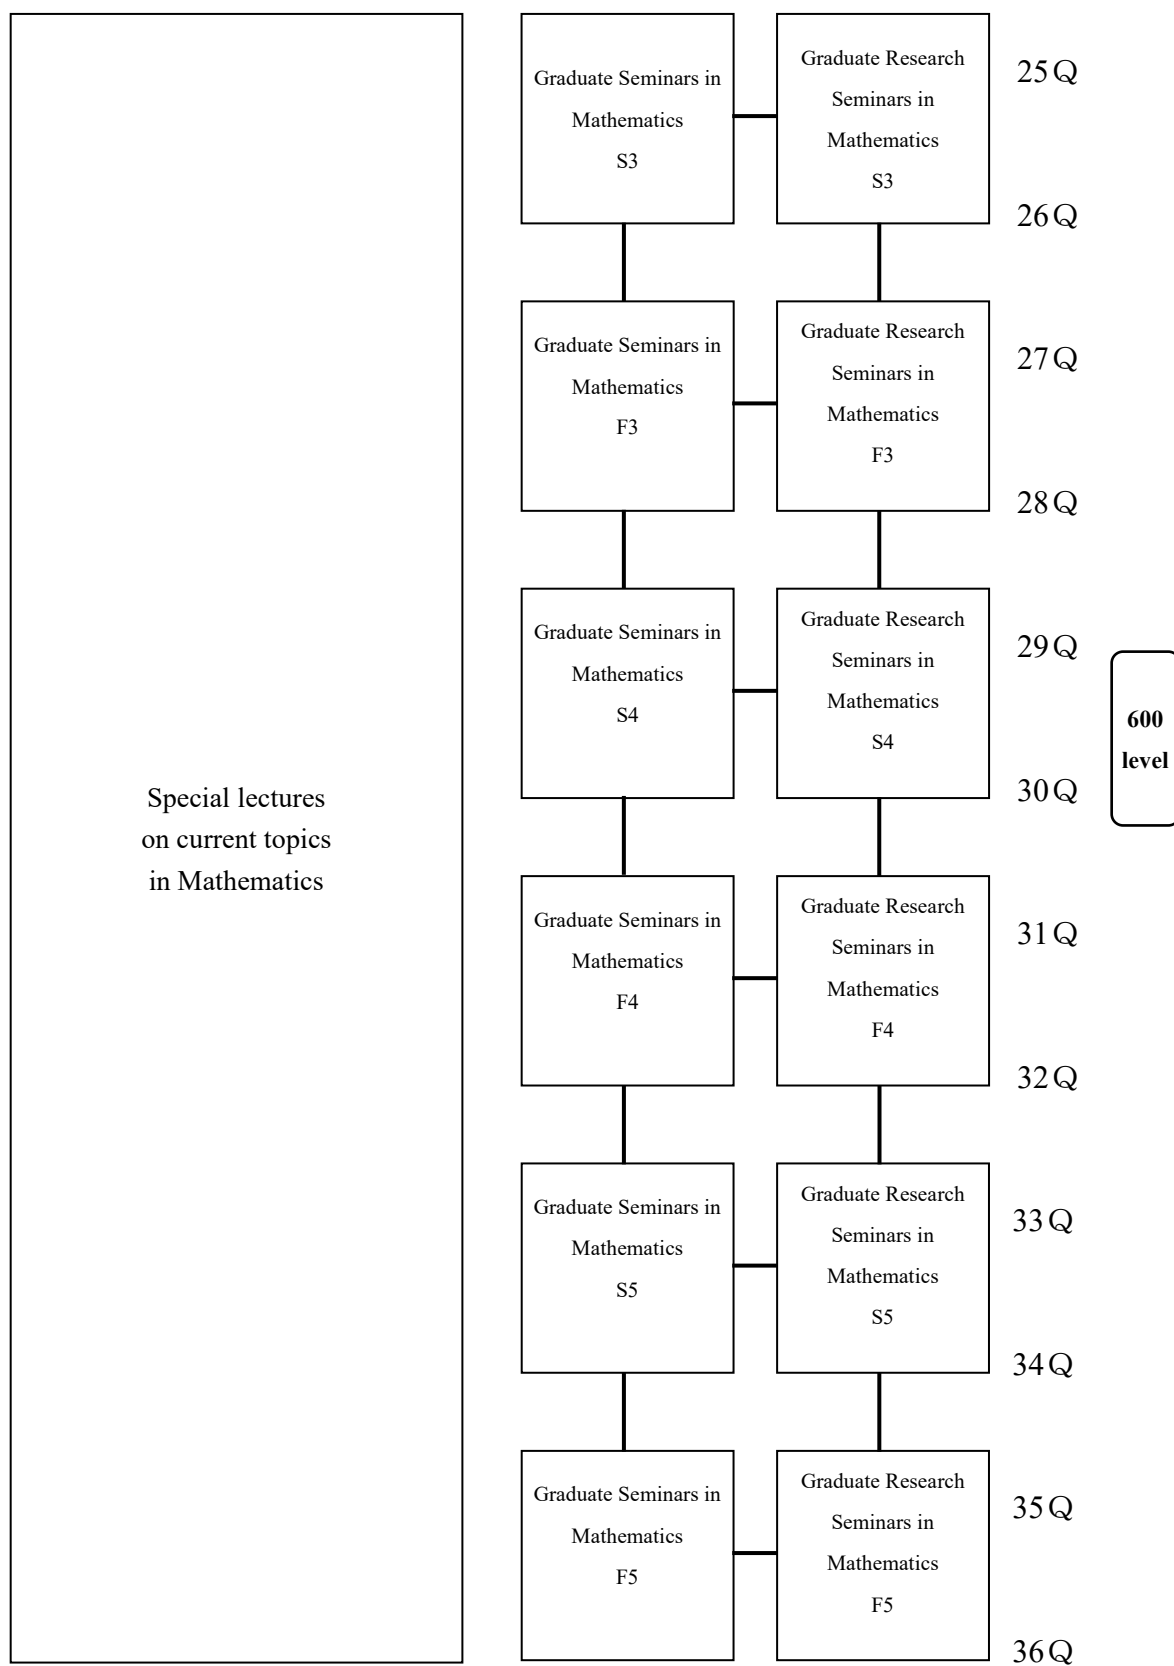 Special lectures
on current topics
in Mathematics
Graduate Seminars in
Mathematics
S3
Graduate Research
Seminars in
Mathematics
S3
25Q
26Q
Graduate Seminars in
Mathematics
F3
Graduate Research
Seminars in
Mathematics
F3
27Q
28Q
Graduate Seminars in
Mathematics
S4
Graduate Research
Seminars in
Mathematics
S4
29Q
30Q
600
level
Graduate Seminars in
Mathematics
F4
Graduate Research
Seminars in
Mathematics
F4
31Q
32Q
Graduate Seminars in
Mathematics
S5
Graduate Research
Seminars in
Mathematics
S5
33Q
34Q
Graduate Seminars in
Mathematics
F5
Graduate Research
Seminars in
Mathematics
F5
35Q
36Q